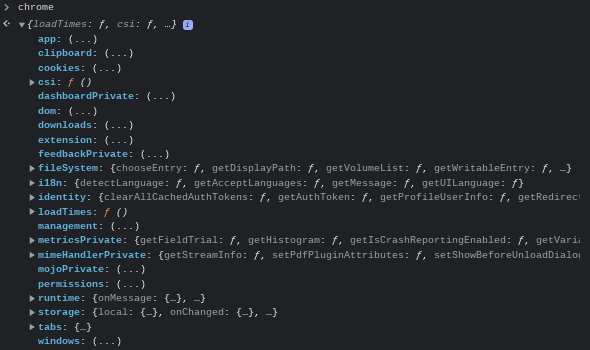 chrome
{loadTimes: ƒ, csi: ƒ, …} i
app: (...)
clipboard: (...)
cookies: (...)
csi: ƒ ()
dashboardPrivate: (...)
dom: (...)
downloads: (...)
extension: (...)
feedbackPrivate: (...)
fileSystem: {chooseEntry: ƒ, getDisplayPath: ƒ, getVolumeList: ƒ, getWritableEntry: ƒ, …}
i18n: {detectLanguage: ƒ, getAcceptLanguages: ƒ, getMessage: ƒ, getUILanguage: ƒ}
identity: {clearAllCachedAuthTokens: ƒ, getAuthToken: ƒ, getProfileUserInfo: ƒ, getRedirect
loadTimes: ƒ ()
management: (...)
metricsPrivate: {getFieldTrial: ƒ, getHistogram: ƒ, getIsCrashReportingEnabled: ƒ, getVaria
mimeHandlerPrivate: {getStreamInfo: ƒ, setPdfPluginAttributes: ƒ, setShowBeforeUnloadDialog
mojoPrivate: (...)
permissions: (...)
runtime: {onMessage: {…}, …}
storage: {local: {…}, onChanged: {…}, …}
tabs: {…}
windows: (...)